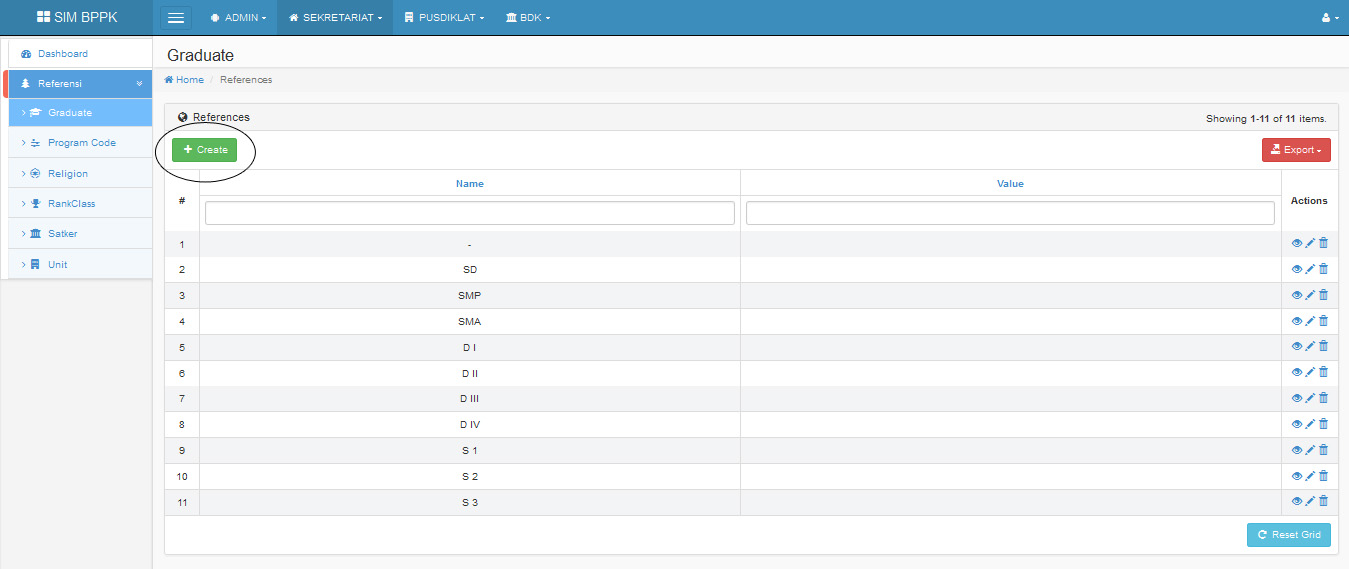 SIM BPPK ADMIN SEKRETARIAT PUSDIKLAT BDK
Dashboard
Referensi
Graduate
Program Code
Religion
RankClass
Satker
Unit
Graduate
Home / References
References Showing 1-11 of 11 items.
+ Create Export
# Name Value Actions
1 -
2 SD
3 SMP
4 SMA
5 D I
6 D II
7 D III
8 D IV
9 S 1
10 S 2
11 S 3
Reset Grid